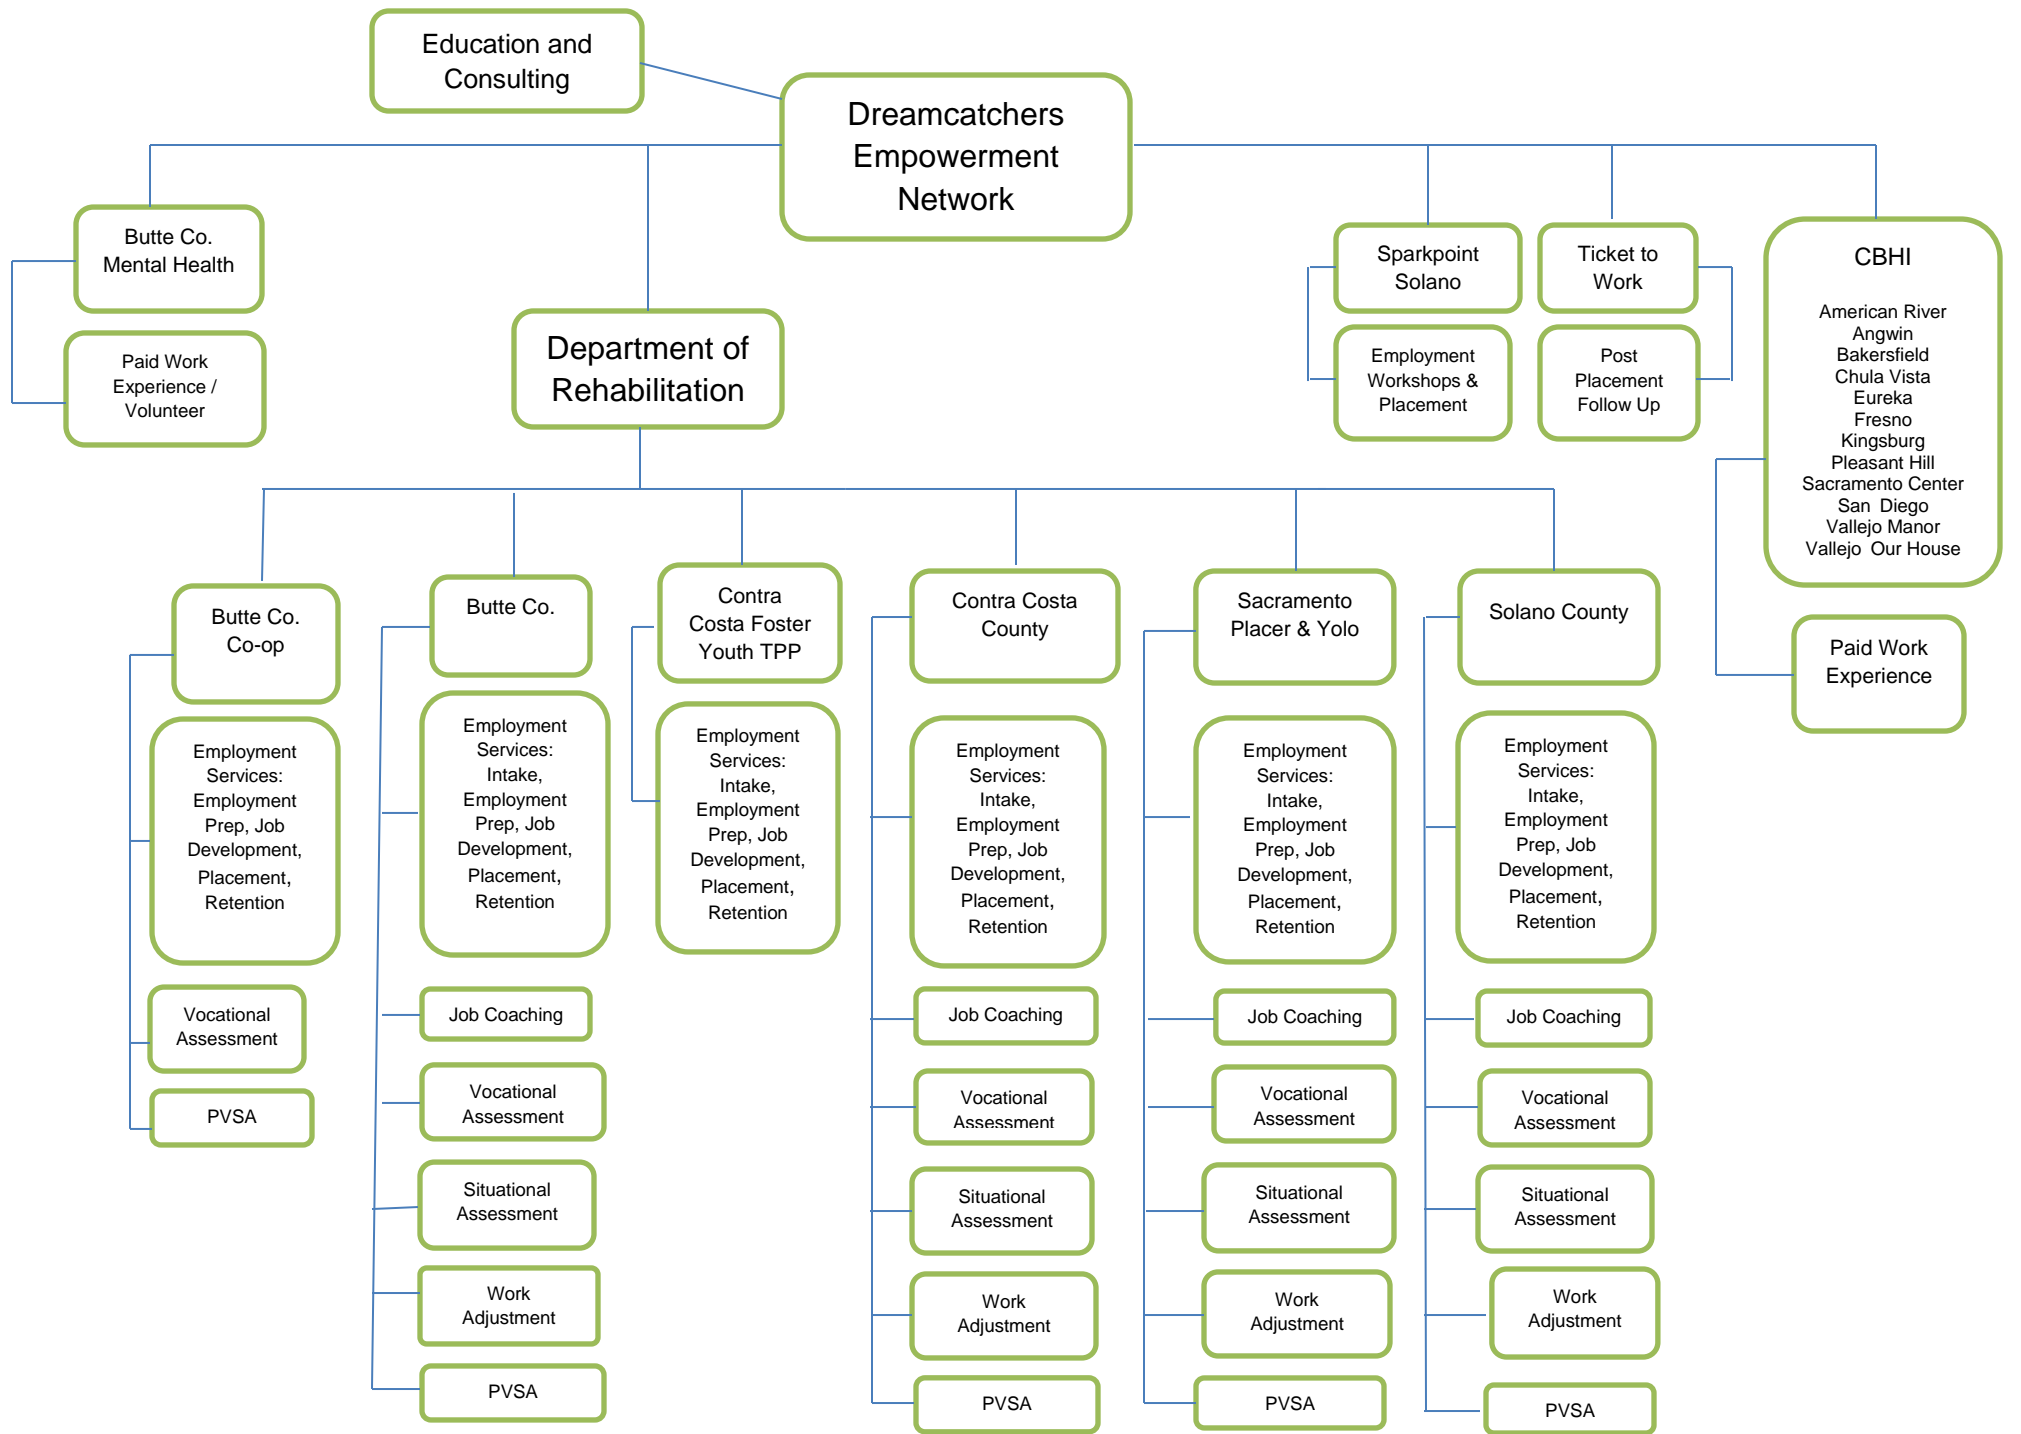 Education and
Consulting
Dreamcatchers
Empowerment
Network
Butte Co.
Mental Health
Paid Work
Experience /
Volunteer
Department of
Rehabilitation
Sparkpoint
Solano
Employment
Workshops &
Placement
Ticket to
Work
Post
Placement
Follow Up
CBHI
American River
Angwin
Bakersfield
Chula Vista
Eureka
Fresno
Kingsburg
Pleasant Hill
Sacramento Center
San Diego
Vallejo Manor
Vallejo Our House
Paid Work
Experience
Butte Co.
Co-op
Employment
Services:
Employment
Prep, Job
Development,
Placement,
Retention
Vocational
Assessment
PVSA
Butte Co.
Employment
Services:
Intake,
Employment
Prep, Job
Development,
Placement,
Retention
Job Coaching
Vocational
Assessment
Situational
Assessment
Work
Adjustment
PVSA
Contra
Costa Foster
Youth TPP
Employment
Services:
Intake,
Employment
Prep, Job
Development,
Placement,
Retention
Contra Costa
County
Employment
Services:
Intake,
Employment
Prep, Job
Development,
Placement,
Retention
Job Coaching
Vocational
Assessment
Situational
Assessment
Work
Adjustment
PVSA
Sacramento
Placer & Yolo
Employment
Services:
Intake,
Employment
Prep, Job
Development,
Placement,
Retention
Job Coaching
Vocational
Assessment
Situational
Assessment
Work
Adjustment
PVSA
Solano County
Employment
Services:
Intake,
Employment
Prep, Job
Development,
Placement,
Retention
Job Coaching
Vocational
Assessment
Situational
Assessment
Work
Adjustment
PVSA